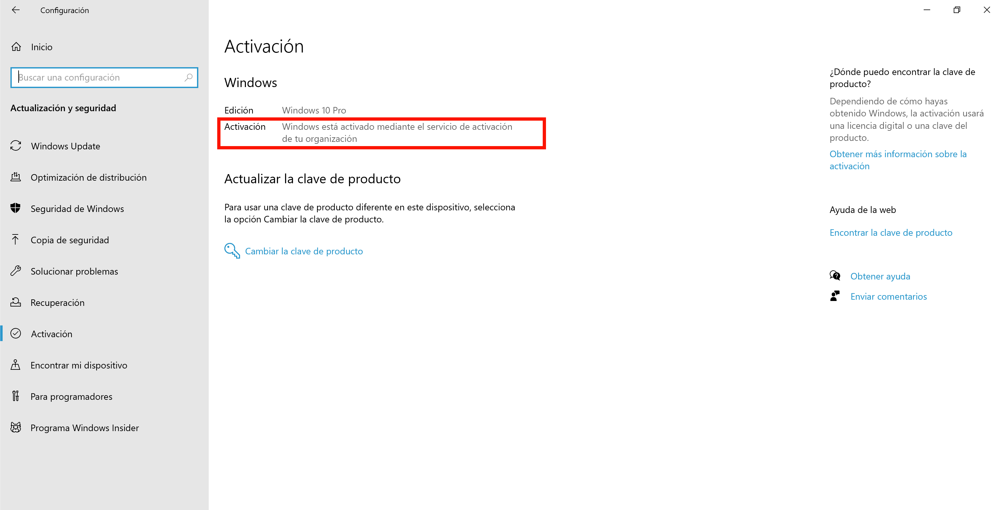 Configuración
Inicio
Buscar una configuración
Actualización y seguridad
Windows Update
Optimización de distribución
Seguridad de Windows
Copia de seguridad
Solucionar problemas
Recuperación
Activación
Encontrar mi dispositivo
Para programadores
Programa Windows Insider
Activación
Windows
Edición Windows 10 Pro
Activación Windows está activado mediante el servicio de activación
de tu organización
Actualizar la clave de producto
Para usar una clave de producto diferente en este dispositivo, selecciona
la opción Cambiar la clave de producto.
Cambiar la clave de producto
¿Dónde puedo encontrar la clave de
producto?
Dependiendo de cómo hayas
obtenido Windows, la activación usará
una licencia digital o una clave del
producto.
Obtener más información sobre la
activación
Ayuda de la web
Encontrar la clave de producto
Obtener ayuda
Enviar comentarios